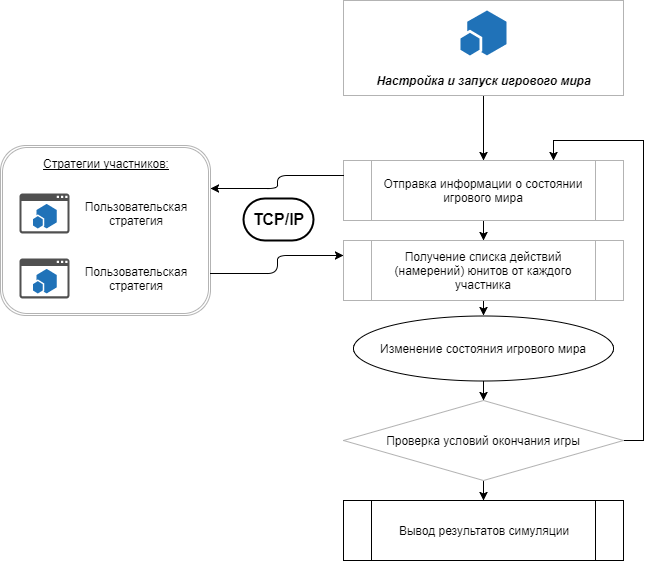 Настройка и запуск игрового мира
Стратегии участников:
Пользовательская
стратегия
Пользовательская
стратегия
TCP/IP
Отправка информации о состоянии
игрового мира
Получение списка действий
(намерений) юнитов от каждого
участника
Изменение состояния игрового мира
Проверка условий окончания игры
Вывод результатов симуляции